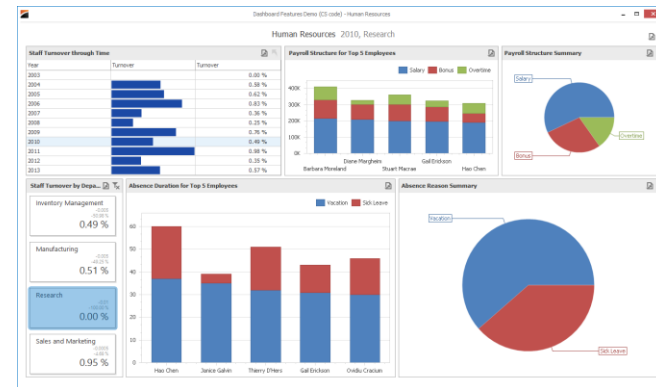 Dashboard Features Demo (CS code) - Human Resources
Human Resources 2010, Research
Staff Turnover through Time
Year Turnover Turnover
2003 0.00 %
2004 0.58 %
2005 0.62 %
2006 0.83 %
2007 0.36 %
2008 0.25 %
2009 0.76 %
2010 0.49 %
2011 0.98 %
2012 0.35 %
2013 0.57 %
Payroll Structure for Top 5 Employees
Salary Bonus Overtime
400K
300K
200K
100K
0K
Diane Margheim Gail Erickson
Barbara Moreland Stuart Macrae Hao Chen
Payroll Structure Summary
Salary
Overtime
Bonus
Staff Turnover by Depa...
Inventory Management
0.49 %
Manufacturing
0.51 %
Research
0.00 %
Sales and Marketing
0.95 %
Absence Duration for Top 5 Employees
Vacation Sick Leave
60
50
40
30
20
10
0
Hao Chen Janice Galvin Thierry D'Hers Gail Erickson Ovidiu Cracium
Absence Reason Summary
Vacation
Sick Leave